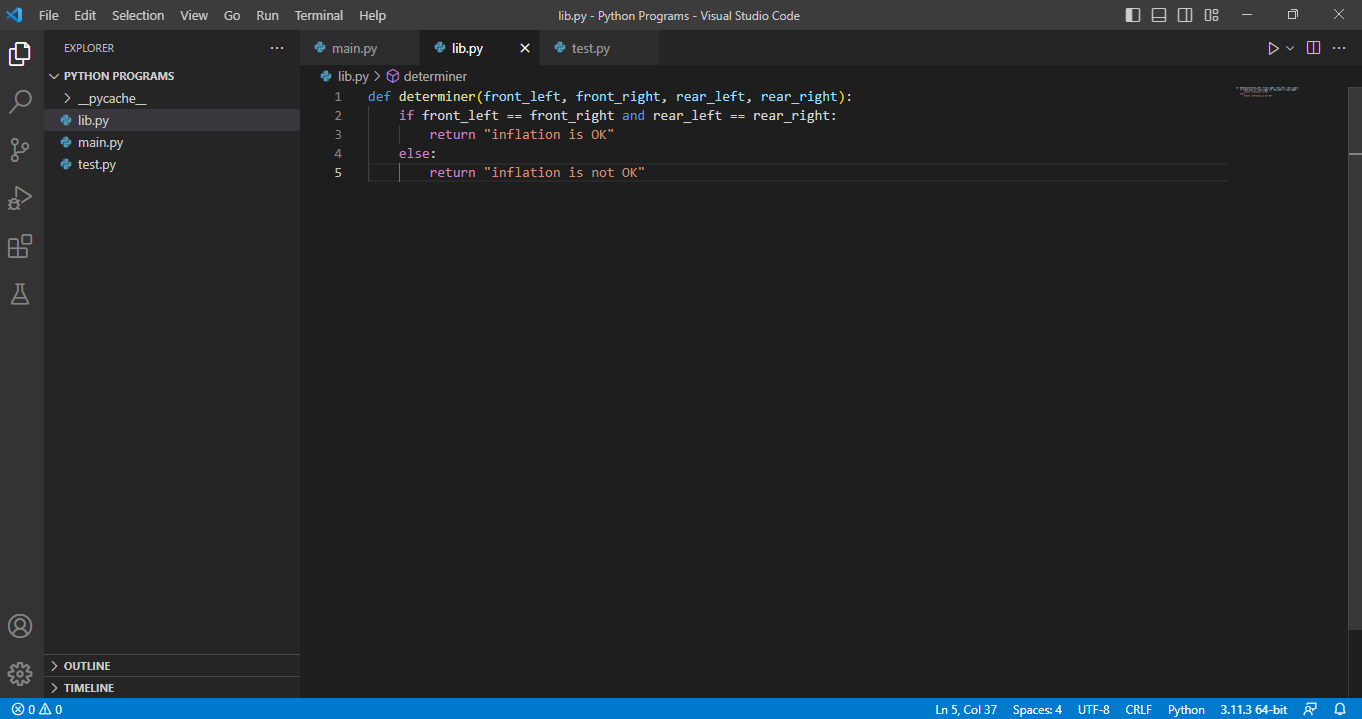 File Edit Selection View Go Run Terminal Help lib.py - Python Programs - Visual Studio Code
EXPLORER
PYTHON PROGRAMS
__pycache__
lib.py
main.py
test.py
OUTLINE
TIMELINE
main.py lib.py test.py
lib.py determiner
1 def determiner(front_left, front_right, rear_left, rear_right):
2 if front_left == front_right and rear_left == rear_right:
3 return "inflation is OK"
4 else:
5 return "inflation is not OK"
0 0 Ln 5, Col 37 Spaces: 4 UTF-8 CRLF Python 3.11.3 64-bit